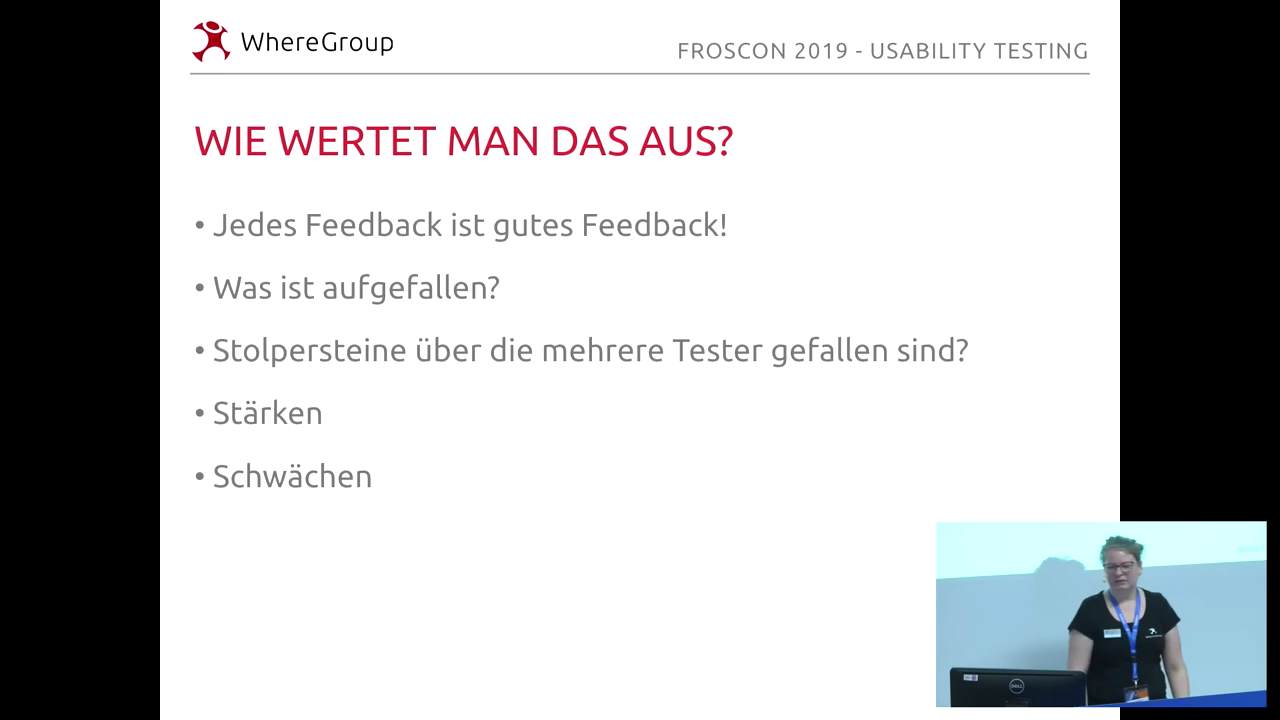 WhereGroup
FROSCON 2019 - USABILITY TESTING
WIE WERTET MAN DAS AUS?
• Jedes Feedback ist gutes Feedback!
• Was ist aufgefallen?
• Stolpersteine über die mehrere Tester gefallen sind?
• Stärken
• Schwächen
DELL